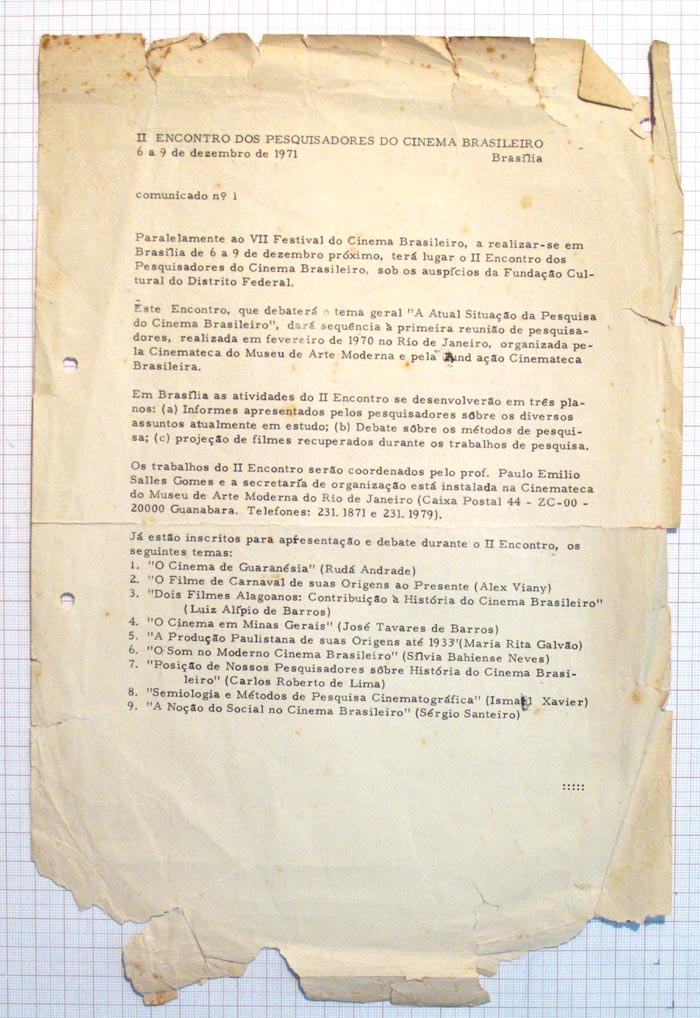 II ENCONTRO DOS PESQUISADORES DO CINEMA BRASILEIRO
6 a 9 de dezembro de 1971 Brasília
comunicado nº 1
Paralelamente ao VII Festival do Cinema Brasileiro, a realizar-se em
Brasília de 6 a 9 de dezembro próximo, terá lugar o II Encontro dos
Pesquisadores do Cinema Brasileiro, sob os auspícios da Fundação Cul-
tural do Distrito Federal.
Este Encontro, que debaterá o tema geral "A Atual Situação da Pesquisa
do Cinema Brasileiro", dará sequência à primeira reunião de pesquisa-
dores, realizada em fevereiro de 1970 no Rio de Janeiro, organizada pe-
la Cinemateca do Museu de Arte Moderna e pela Fund ação Cinemateca
Brasileira.
Em Brasília as atividades do II Encontro se desenvolverão em três pla-
nos: (a) Informes apresentados pelos pesquisadores sôbre os diversos
assuntos atualmente em estudo; (b) Debate sôbre os métodos de pesqui-
sa; (c) projeção de filmes recuperados durante os trabalhos de pesquisa.
Os trabalhos do II Encontro serão coordenados pelo prof. Paulo Emilio
Salles Gomes e a secretaría de organização está instalada na Cinemateca
do Museu de Arte Moderna do Rio de Janeiro (Caixa Postal 44 - ZC-00 -
20000 Guanabara. Telefones: 231.1871 e 231.1979).
Já estão inscritos para apresentação e debate durante o II Encontro, os
seguintes temas:
1. "O Cinema de Guaranésia" (Rudá Andrade)
2. "O Filme de Carnaval de suas Origens ao Presente (Alex Viany)
3. "Dois Filmes Alagoanos: Contribuição à História do Cinema Brasileiro"
(Luiz Alípio de Barros)
4. "O Cinema em Minas Gerais" (José Tavares de Barros)
5. "A Produção Paulistana de suas Origens até 1933"(Maria Rita Galvão)
6. "O Som no Moderno Cinema Brasileiro" (Sílvia Bahiense Neves)
7. "Posição de Nossos Pesquisadores sôbre História do Cinema Brasi-
leiro" (Carlos Roberto de Lima)
8. "Semiologia e Métodos de Pesquisa Cinematográfica" (Ismail Xavier)
9. "A Noção do Social no Cinema Brasileiro" (Sérgio Santeiro)
:::::